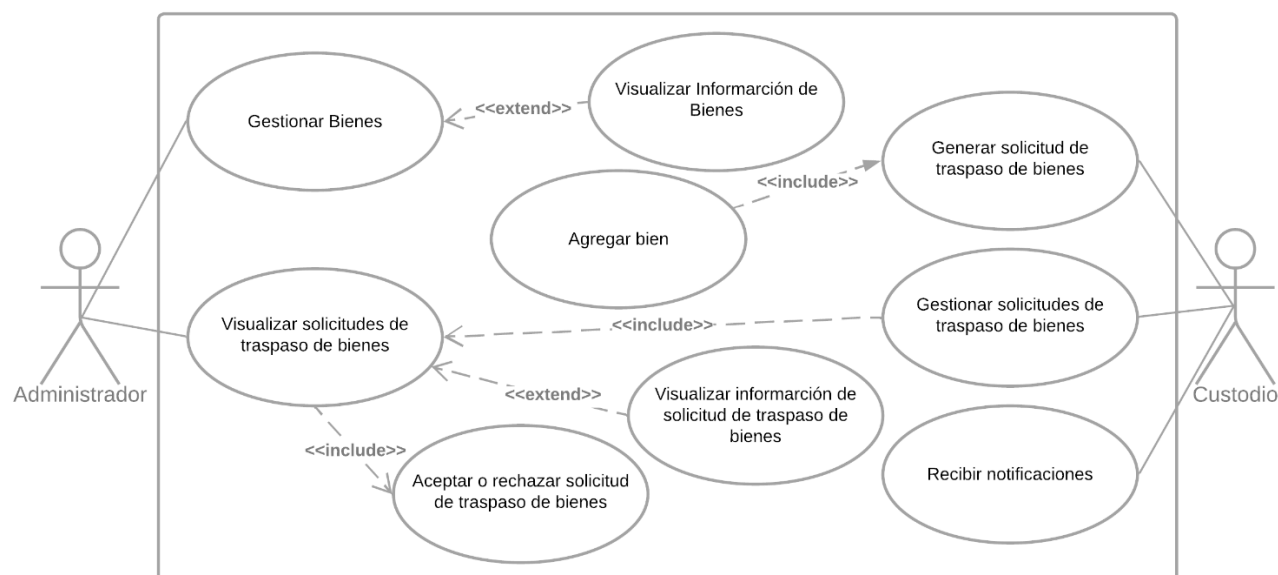 Gestionar Bienes
<<extend>>
Visualizar Informarción de
Bienes
Generar solicitud de
traspaso de bienes
<<include>>
Agregar bien
Visualizar solicitudes de
traspaso de bienes
<<include>>
Gestionar solicitudes de
traspaso de bienes
Administrador
Custodio
<<extend>>
Visualizar informarción de
solicitud de traspaso de
bienes
<<include>>
Aceptar o rechazar solicitud
de traspaso de bienes
Recibir notificaciones